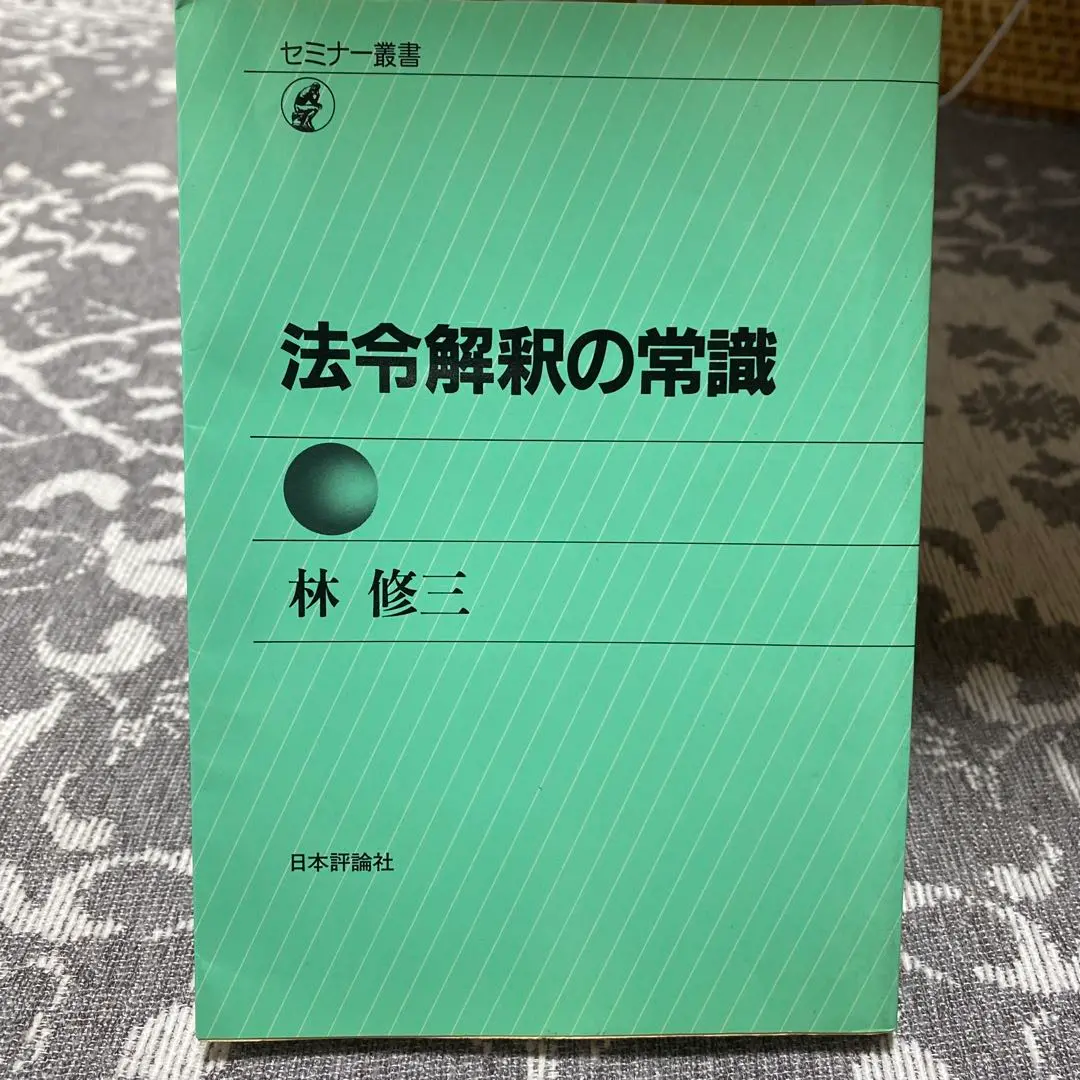 セミナー叢書
法令解釈の常識
林 修三
日本評論社